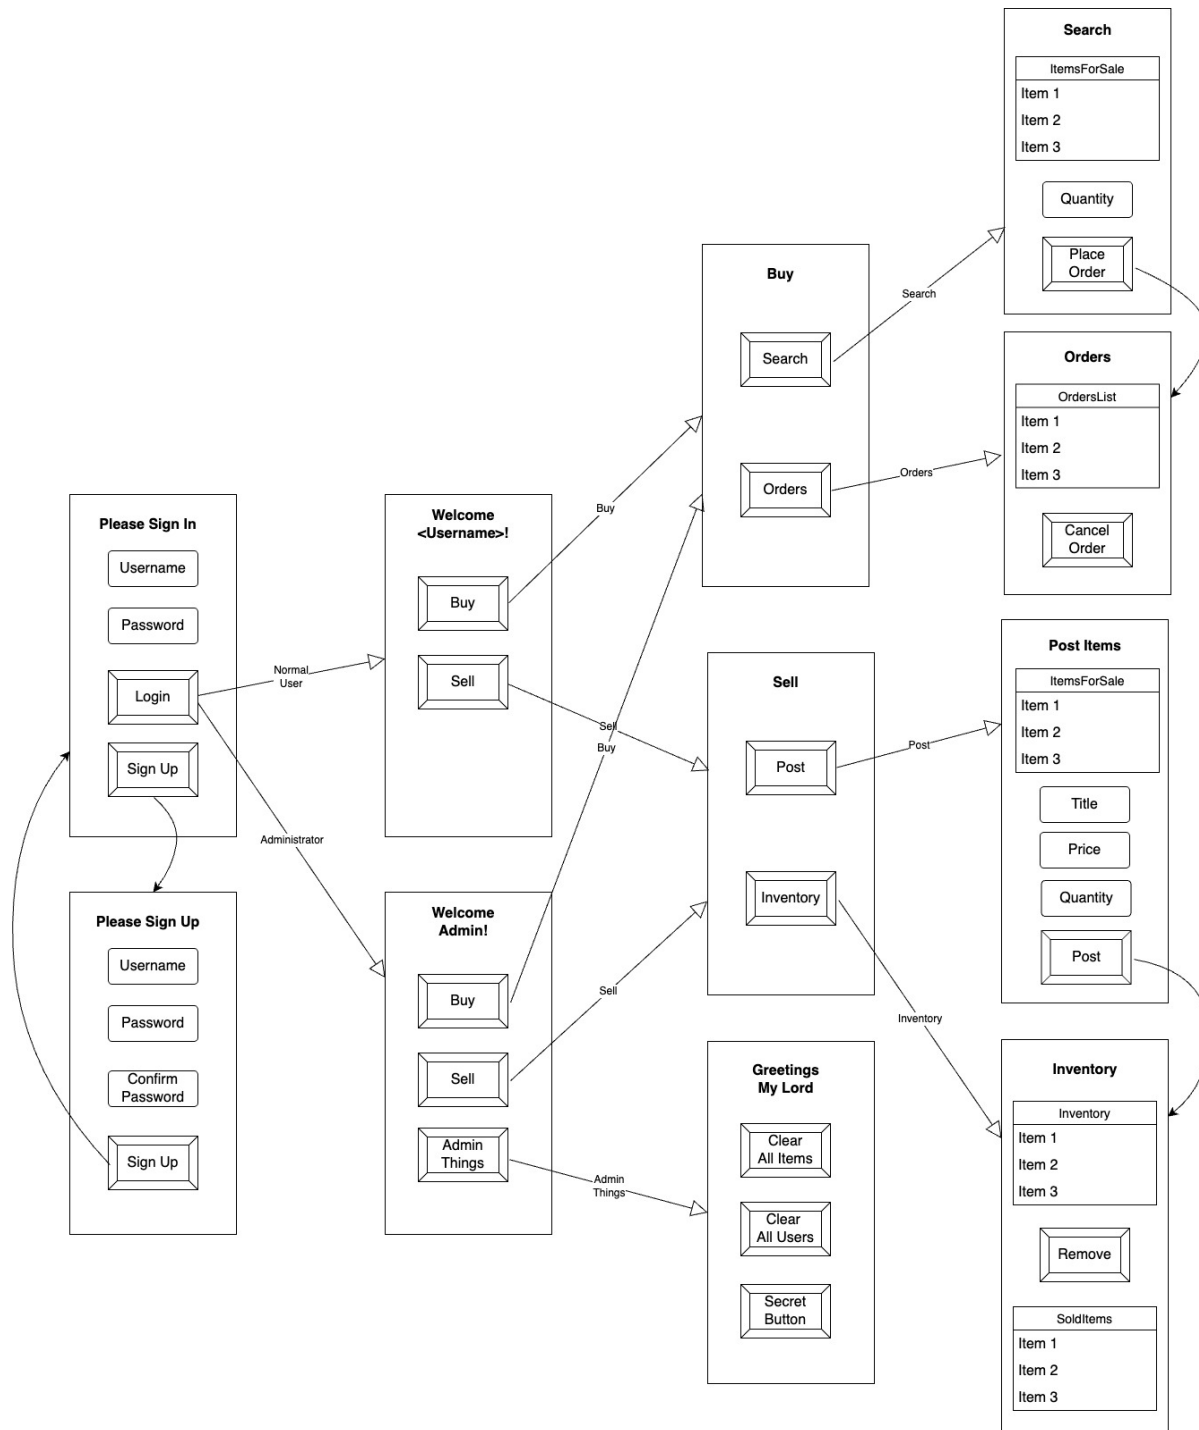 Please Sign In
Username
Password
Login
Sign Up
Please Sign Up
Username
Password
Confirm
Password
Sign Up
Normal
User
Administrator
Welcome
<Username>!
Buy
Sell
Welcome
Admin!
Buy
Sell
Admin
Things
Buy
Sell
Buy
Sell
Admin
Things
Buy
Search
Orders
Sell
Post
Inventory
Greetings
My Lord
Clear
All Items
Clear
All Users
Secret
Button
Search
Orders
Post
Inventory
Search
ItemsForSale
Item 1
Item 2
Item 3
Quantity
Place
Order
Orders
OrdersList
Item 1
Item 2
Item 3
Cancel
Order
Post Items
ItemsForSale
Item 1
Item 2
Item 3
Title
Price
Quantity
Post
Inventory
Inventory
Item 1
Item 2
Item 3
Remove
SoldItems
Item 1
Item 2
Item 3